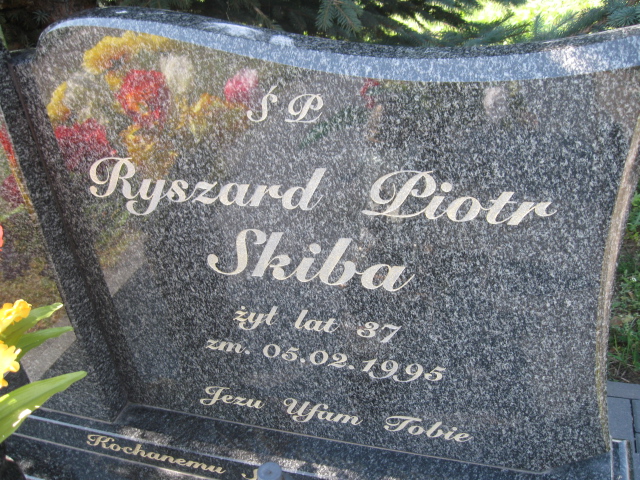 ŚP
Ryszard Piotr
Skiba
żył lat 37
zm. 05.02.1995
Jezu Ufam Tobie
Kochanemu